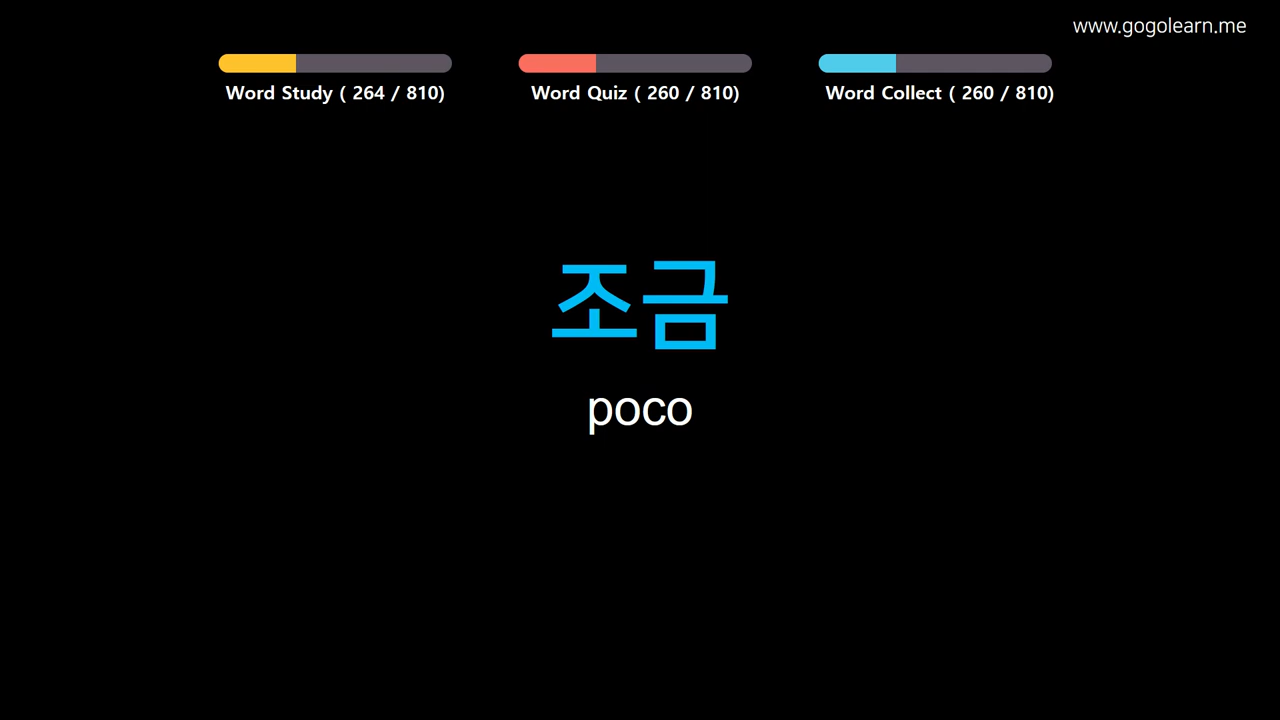 www.gogolearn.me
Word Study ( 264 / 810)
Word Quiz ( 260 / 810)
Word Collect ( 260 / 810)
조금
poco